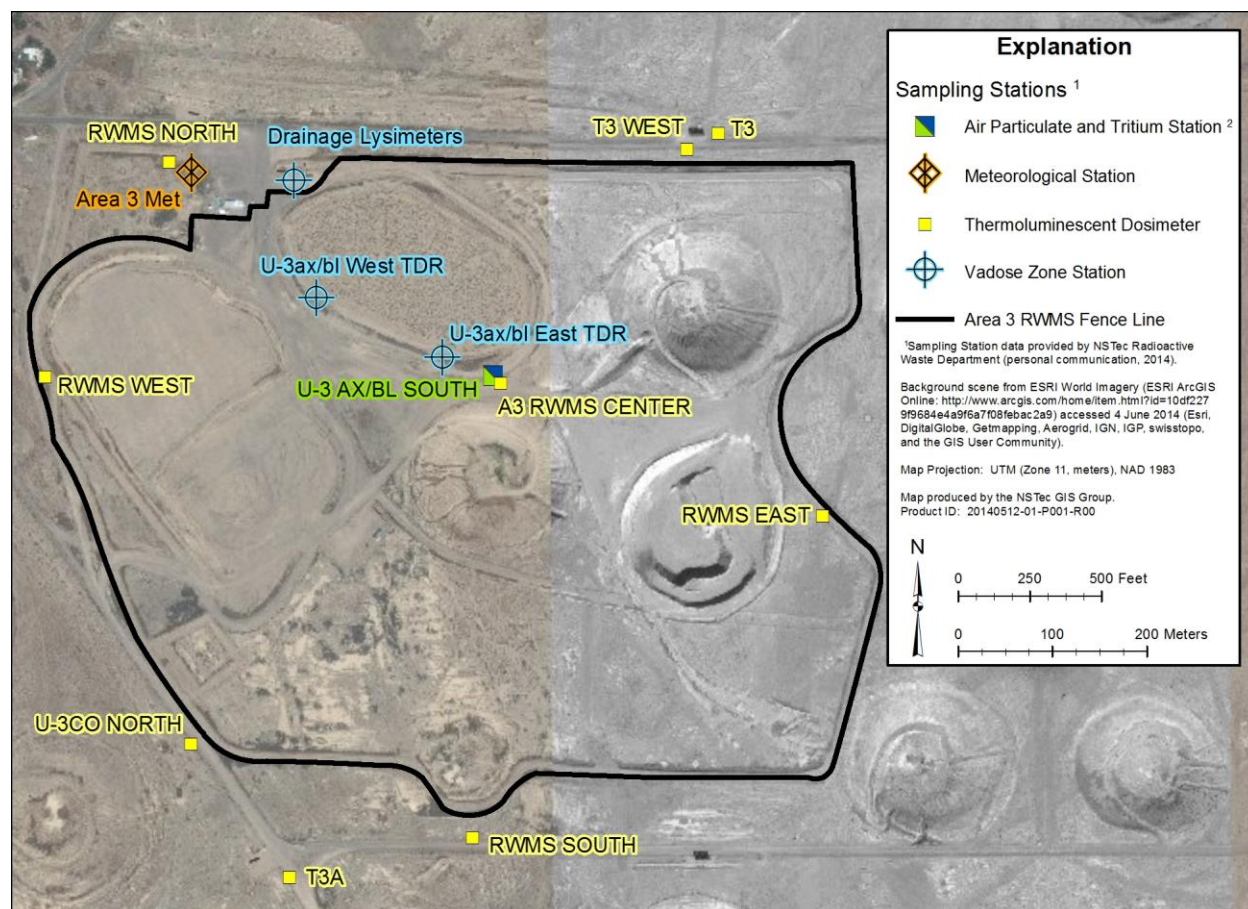 RWMS NORTH
Drainage Lysimeters
T3 WEST
T3
Area 3 Met
U-3ax/bl West TDR
U-3ax/bl East TDR
RWMS WEST
U-3 AX/BL SOUTH
A3 RWMS CENTER
RWMS EAST
U-3CO NORTH
RWMS SOUTH
T3A
Explanation
Sampling Stations 1
Air Particulate and Tritium Station 2
Meteorological Station
Thermoluminescent Dosimeter
Vadose Zone Station
Area 3 RWMS Fence Line
1Sampling Station data provided by NSTec Radioactive
Waste Department (personal communication, 2014).
Background scene from ESRI World Imagery (ESRI ArcGIS
Online: http://www.arcgis.com/home/item.html?id=10df227
9f9684e4a9f6a7f08febac2a9) accessed 4 June 2014 (Esri,
DigitalGlobe, Getmapping, Aerogrid, IGN, IGP, swisstopo,
and the GIS User Community).
Map Projection: UTM (Zone 11, meters), NAD 1983
Map produced by the NSTec GIS Group.
Product ID: 20140512-01-P001-R00
N
0 250 500 Feet
0 100 200 Meters